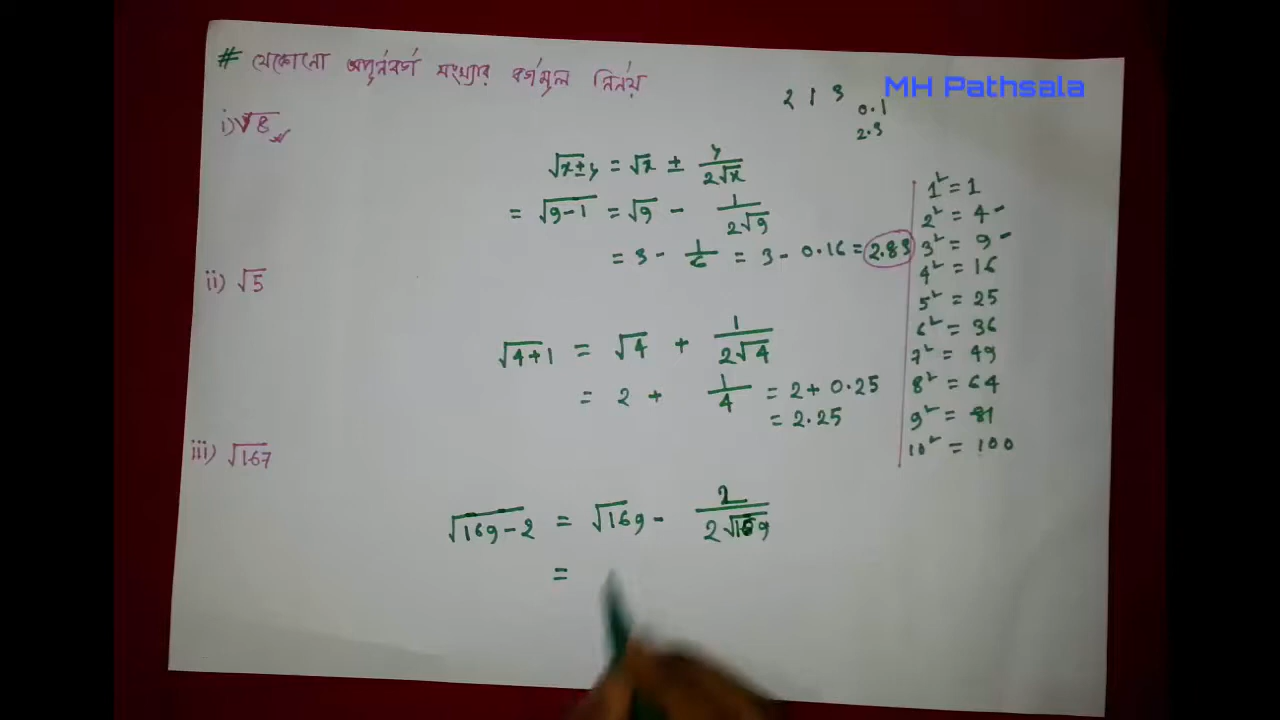 # যেকোনো অপূর্নবর্গ সংখ্যার বর্গমূল নির্নয়
MH Pathsala
2 1 3
0.1
2.3
i) √8
√x±y = √x ± y/2√x
= √9-1 = √9 - 1/2√9
= 3 - 1/6 = 3 - 0.16 = 2.83
ii) √5
√4+1 = √4 + 1/2√4
= 2 + 1/4 = 2 + 0.25
= 2.25
iii) √167
√169-2 = √169 - 2/2√169
=
1² = 1
2² = 4
3² = 9
4² = 16
5² = 25
6² = 36
7² = 49
8² = 64
9² = 81
10² = 100